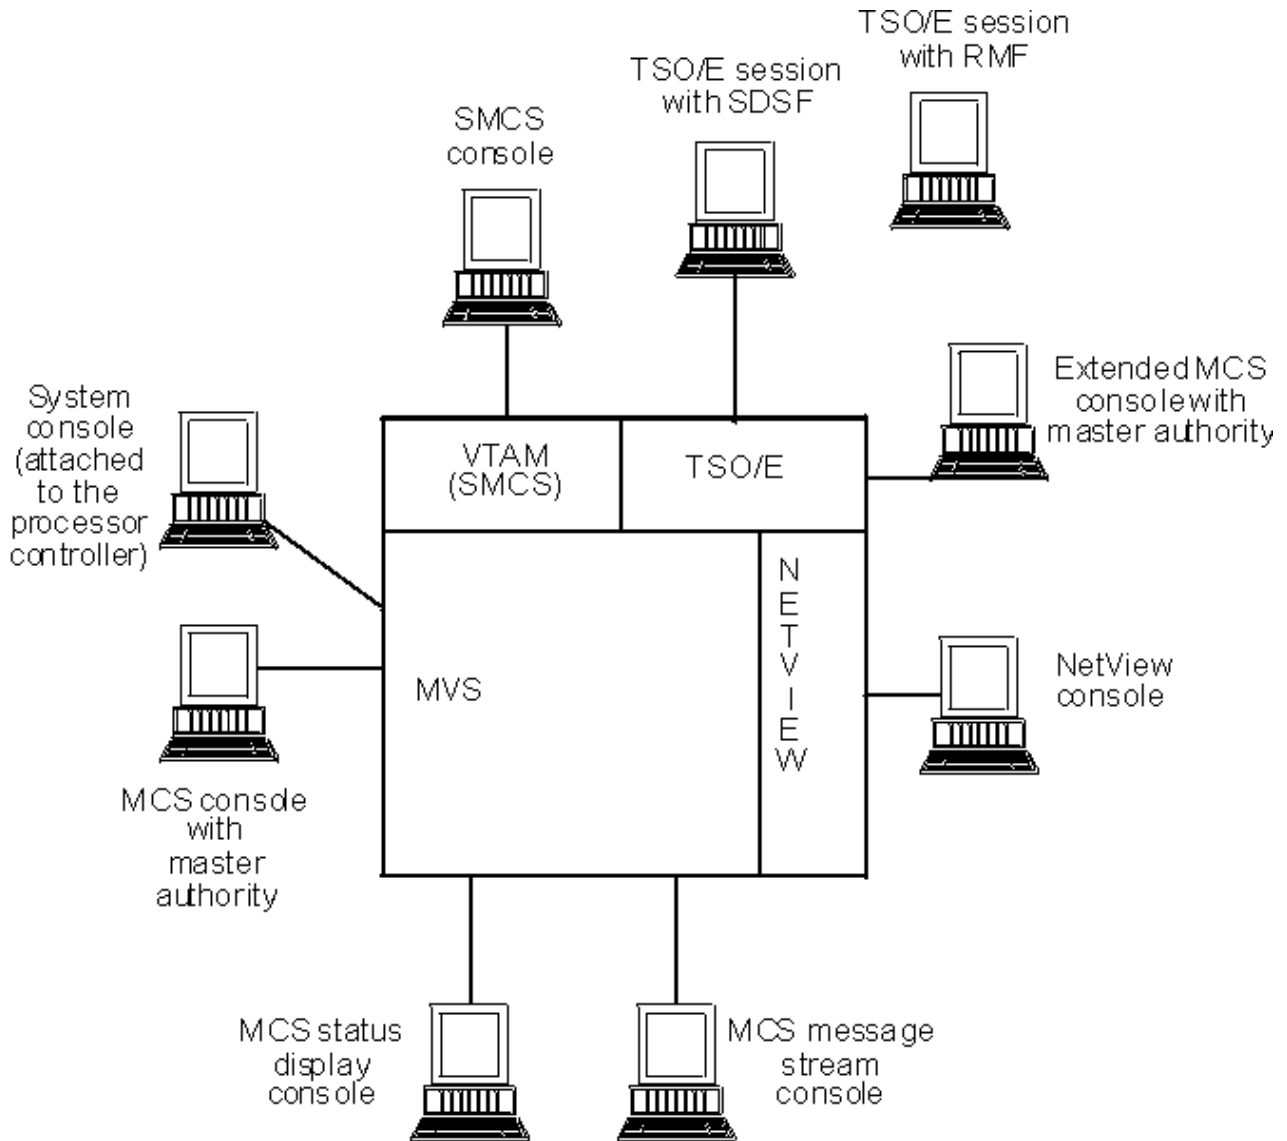 TSO/E session
with RMF
TSO/E session
with SDSF
SMCS
console
Extended MCS
console with
master authority
System
console
(attached
to the
processor
controller)
VTAM
(SMCS)
TSO/E
NETVIEW
MVS
NetView
console
MCS console
with
master
authority
MCS status
display
console
MCS message
stream
console